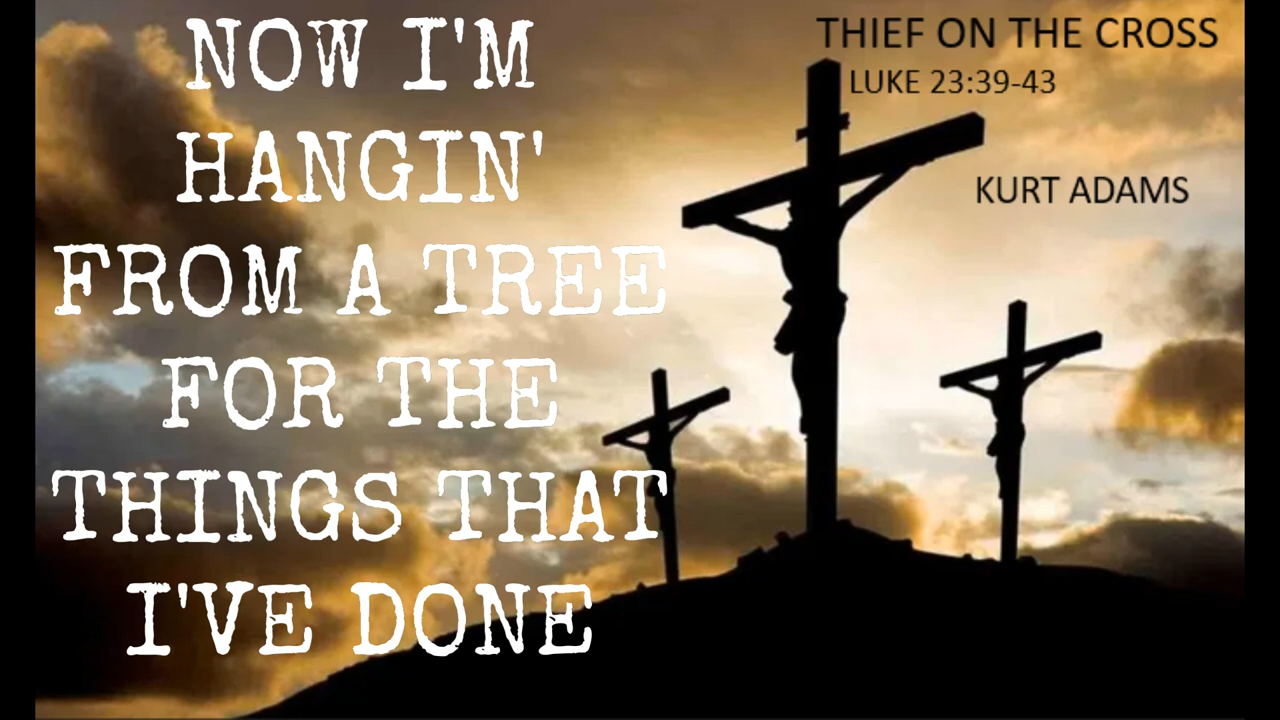 NOW I'M
HANGIN'
FROM A TREE
FOR THE
THINGS THAT
I'VE DONE
THIEF ON THE CROSS
LUKE 23:39-43
KURT ADAMS